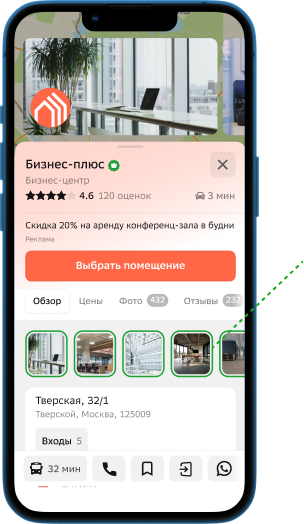 Бизнес-плюс
Бизнес-центр
4.6 120 оценок 3 мин
Скидка 20% на аренду конференц-зала в будни
Реклама
Выбрать помещение
Обзор Цены Фото 432 Отзывы 232
Тверская, 32/1
Тверской, Москва, 125009
Входы 5
32 мин